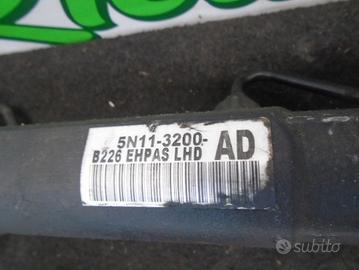 5N11-3200-
B226 EHPAS LHD AD
subito